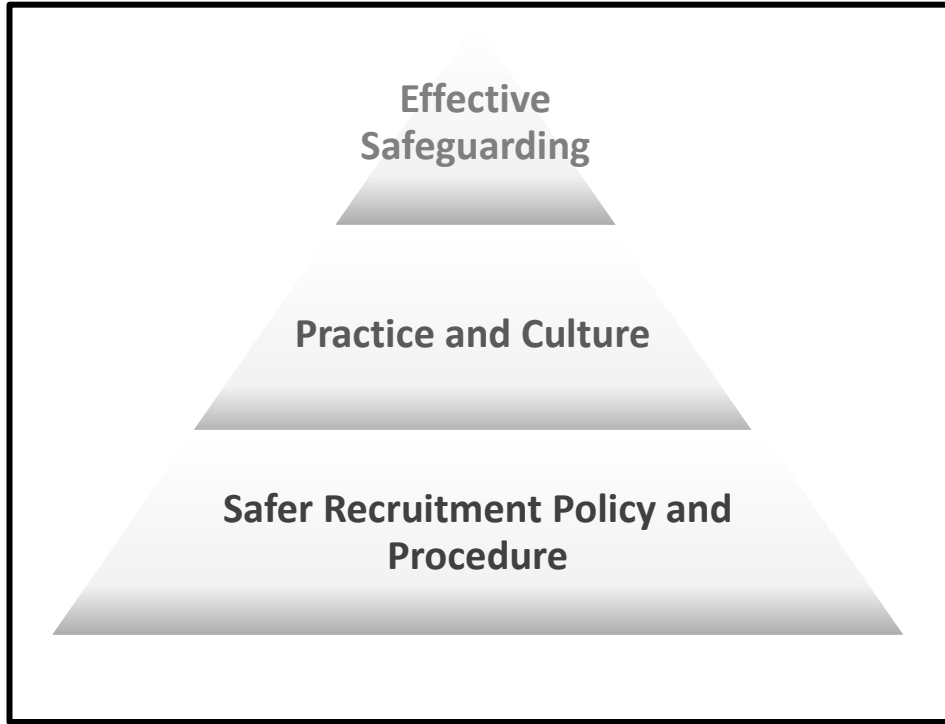 Effective
Safeguarding
Practice and Culture
Safer Recruitment Policy and
Procedure